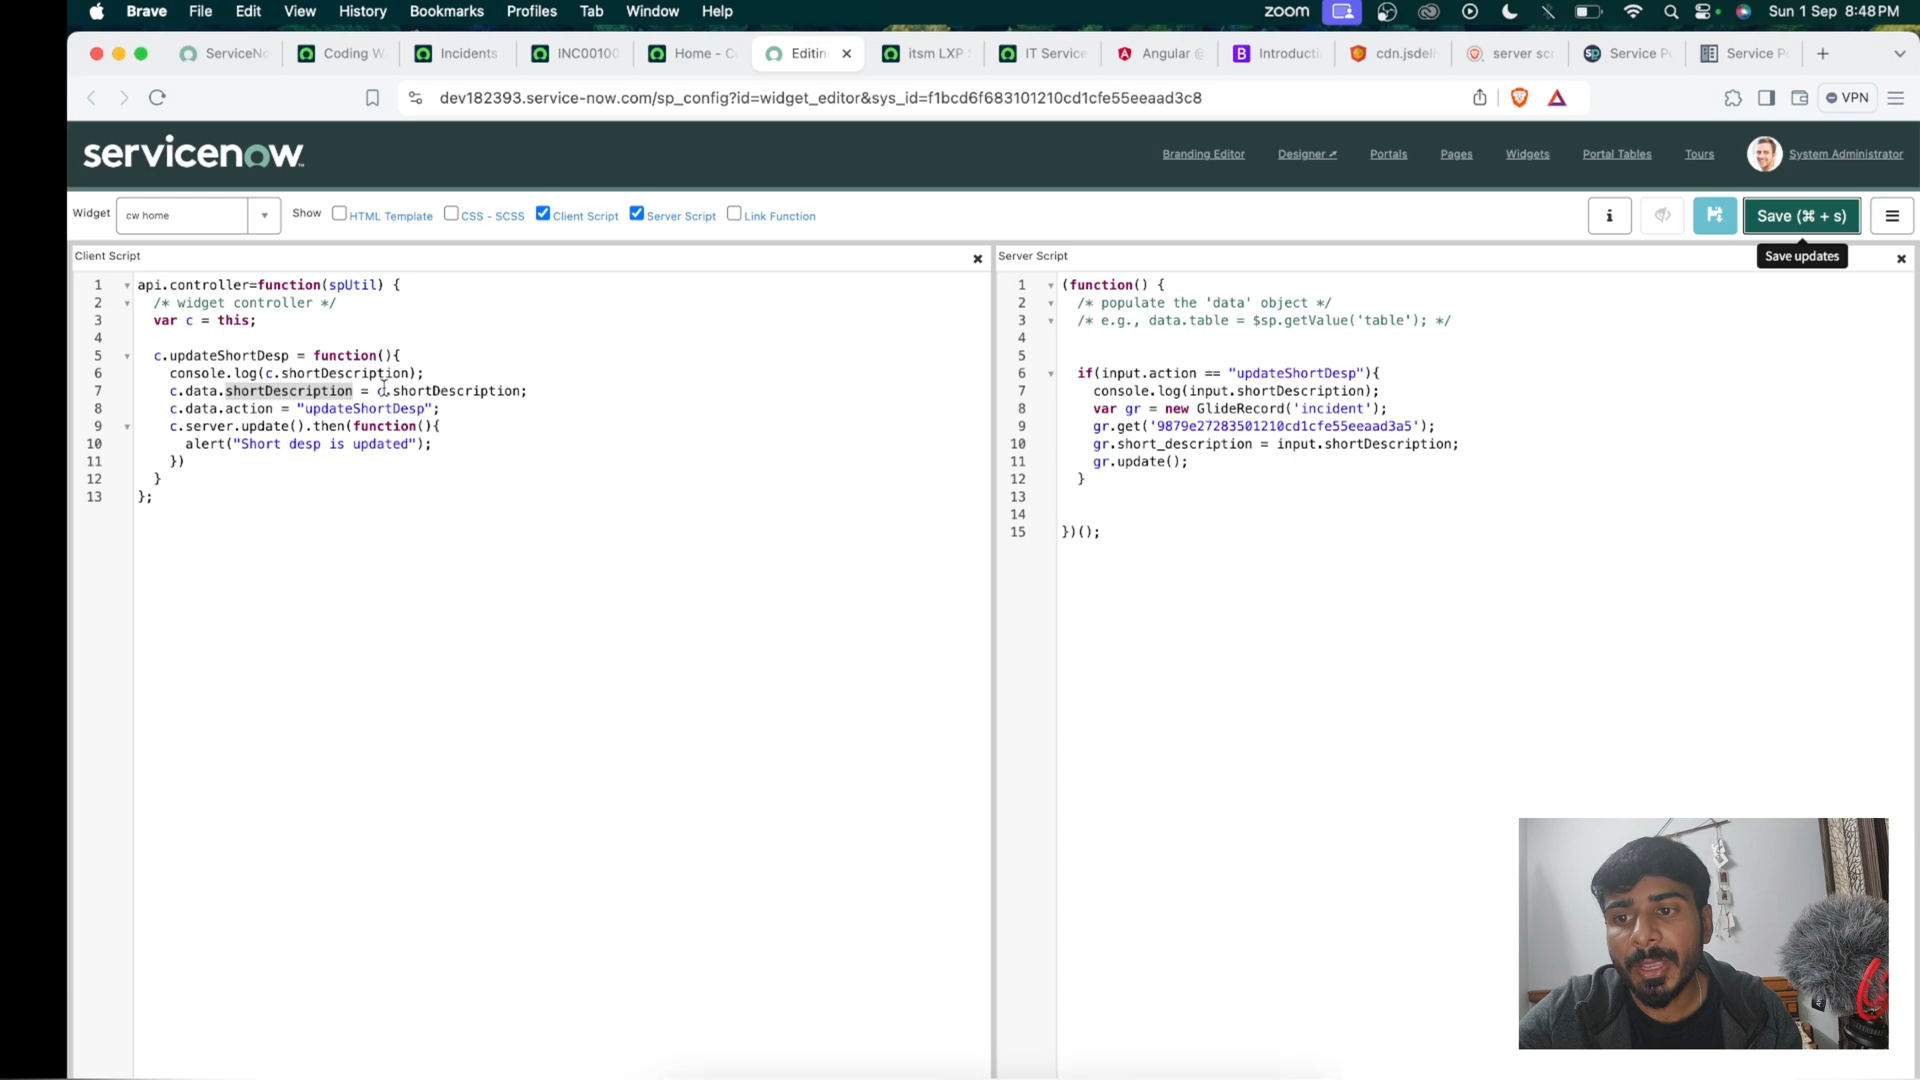 Brave File Edit View History Bookmarks Profiles Tab Window Help zoom Sun 1 Sep 8:48 PM
ServiceNo Coding W Incidents INC00100 Home - C Editin itsm LXP IT Service Angular @ Introducti cdn.jsdeli server scr Service Po Service Po
dev182393.service-now.com/sp_config?id=widget_editor&sys_id=f1bcd6f683101210cd1cfe55eeaad3c8 VPN
servicenow Branding Editor Designer Portals Pages Widgets Portal Tables Tours System Administrator
Widget cw home Show HTML Template CSS - SCSS Client Script Server Script Link Function i Save (⌘ + s)
Save updates
Client Script
1 api.controller=function(spUtil) {
2 /* widget controller */
3 var c = this;
4
5 c.updateShortDesp = function(){
6 console.log(c.shortDescription);
7 c.data.shortDescription = c.shortDescription;
8 c.data.action = "updateShortDesp";
9 c.server.update().then(function(){
10 alert("Short desp is updated");
11 })
12 }
13 };
Server Script
1 (function() {
2 /* populate the 'data' object */
3 /* e.g., data.table = $sp.getValue('table'); */
4
5
6 if(input.action == "updateShortDesp"){
7 console.log(input.shortDescription);
8 var gr = new GlideRecord('incident');
9 gr.get('9879e27283501210cd1cfe55eeaad3a5');
10 gr.short_description = input.shortDescription;
11 gr.update();
12 }
13
14
15 })();